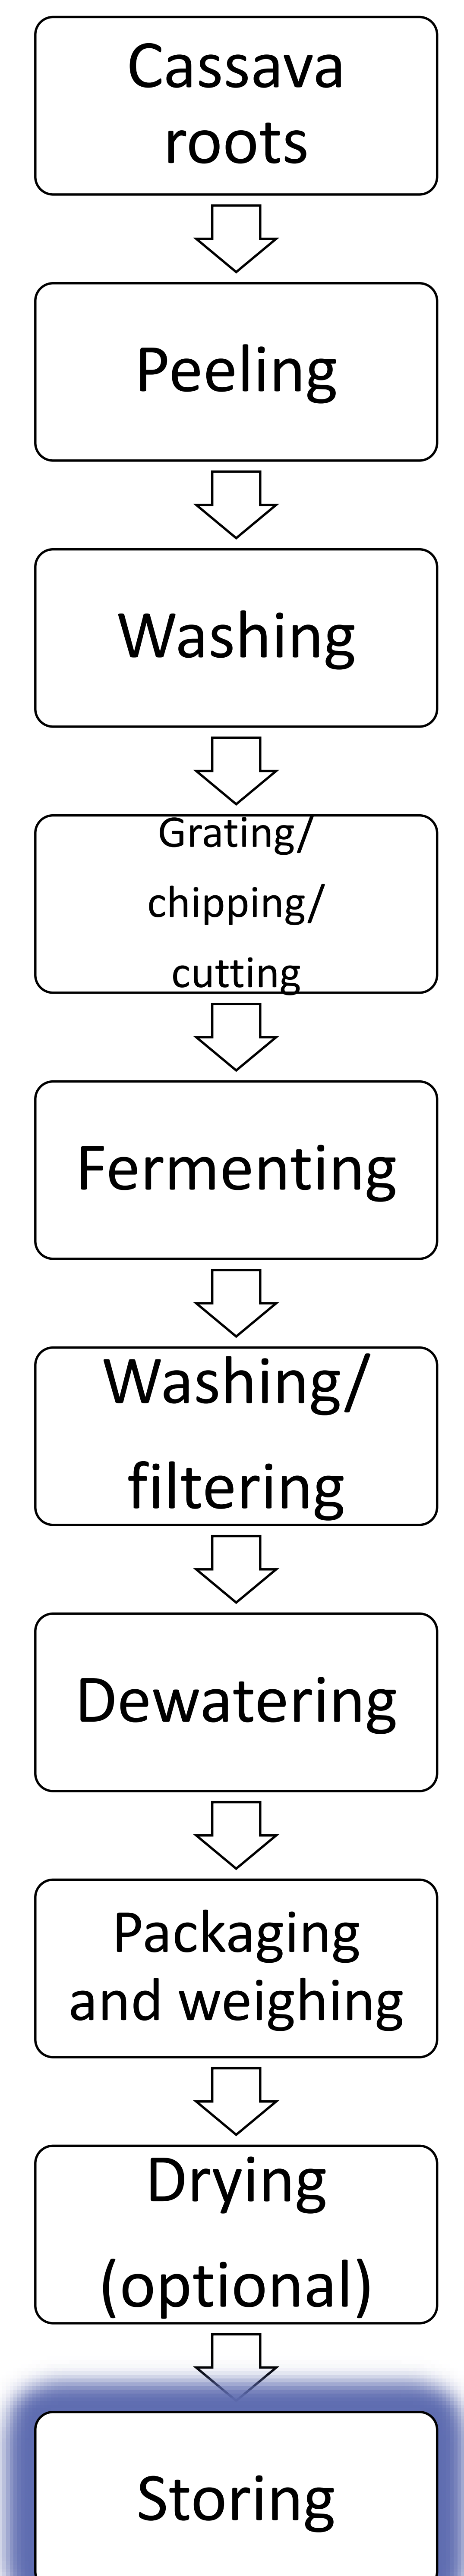 Cassava
roots
Peeling
Washing
Grating/
chipping/
cutting
Fermenting
Washing/
filtering
Dewatering
Packaging
and weighing
Drying
(optional)
Storing